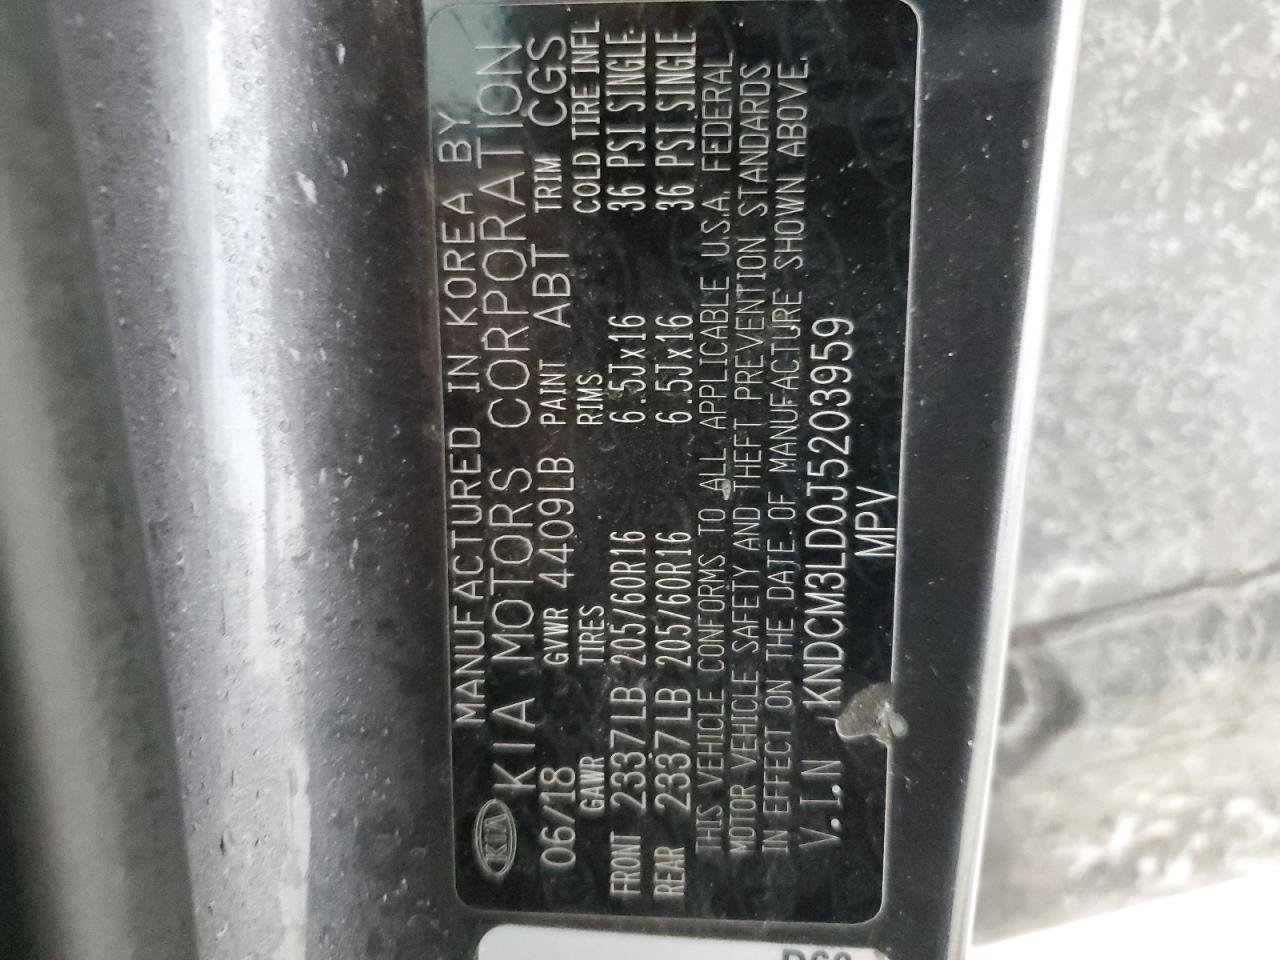 MANUFACTURED IN KOREA BY
KIA KIA MOTORS CORPORATION
06/18 GVWR 4409LB PAINT ABT TRIM CGS
GAWR TIRES RIMS COLD TIRE INFL
FRONT 2337LB 205/60R16 6.5Jx16 36 PSI SINGLE
REAR 2337LB 205/60R16 6.5Jx16 36 PSI SINGLE
THIS VEHICLE CONFORMS TO ALL APPLICABLE U.S.A. FEDERAL
MOTOR VEHICLE SAFETY AND THEFT PREVENTION STANDARDS
IN EFFECT ON THE DATE OF MANUFACTURE SHOWN ABOVE.
V.I.N KNDCM3LD0J5203959
MPV